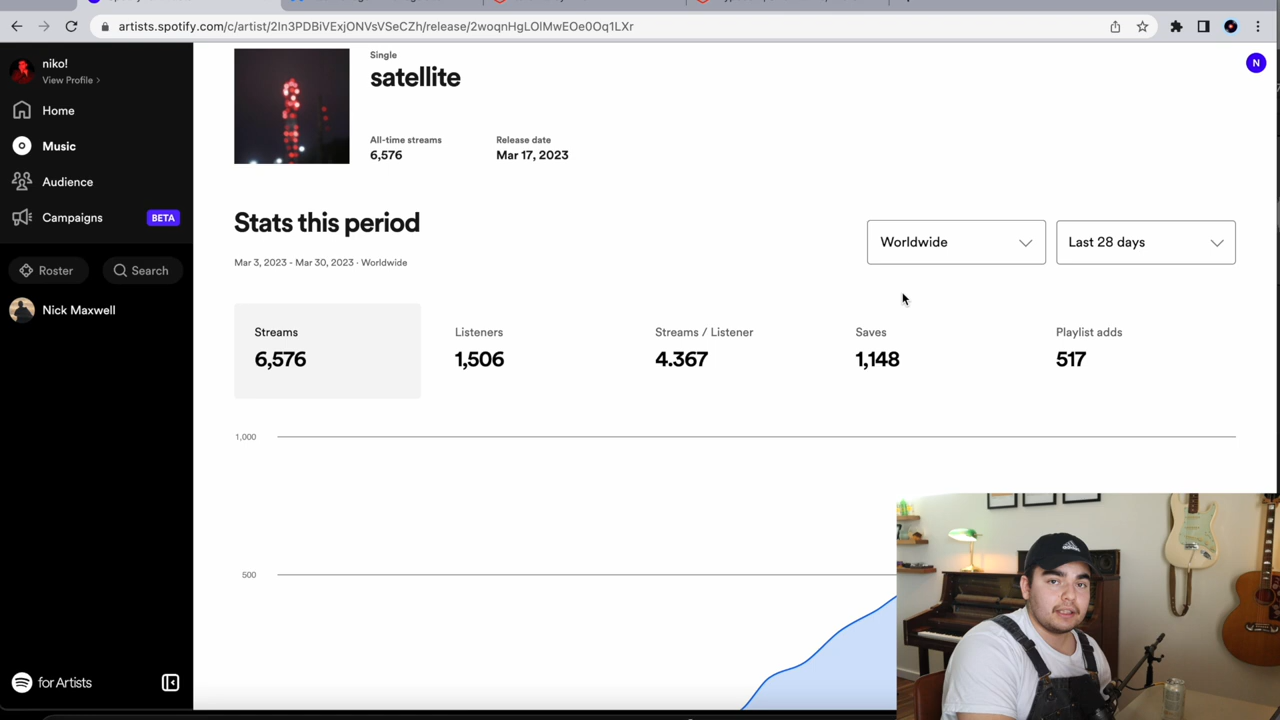 artists.spotify.com/c/artist/2In3PDBiVExjONVsVSeCZh/release/2woqnHgLOlMwEOe0Oq1LXr
niko!
View Profile
Home
Music
Audience
Campaigns BETA
Roster Search
Nick Maxwell
for Artists
Single
satellite
N
All-time streams Release date
6,576 Mar 17, 2023
Stats this period
Worldwide Last 28 days
Mar 3, 2023 - Mar 30, 2023 · Worldwide
Streams Listeners Streams / Listener Saves Playlist adds
6,576 1,506 4.367 1,148 517
1,000
500